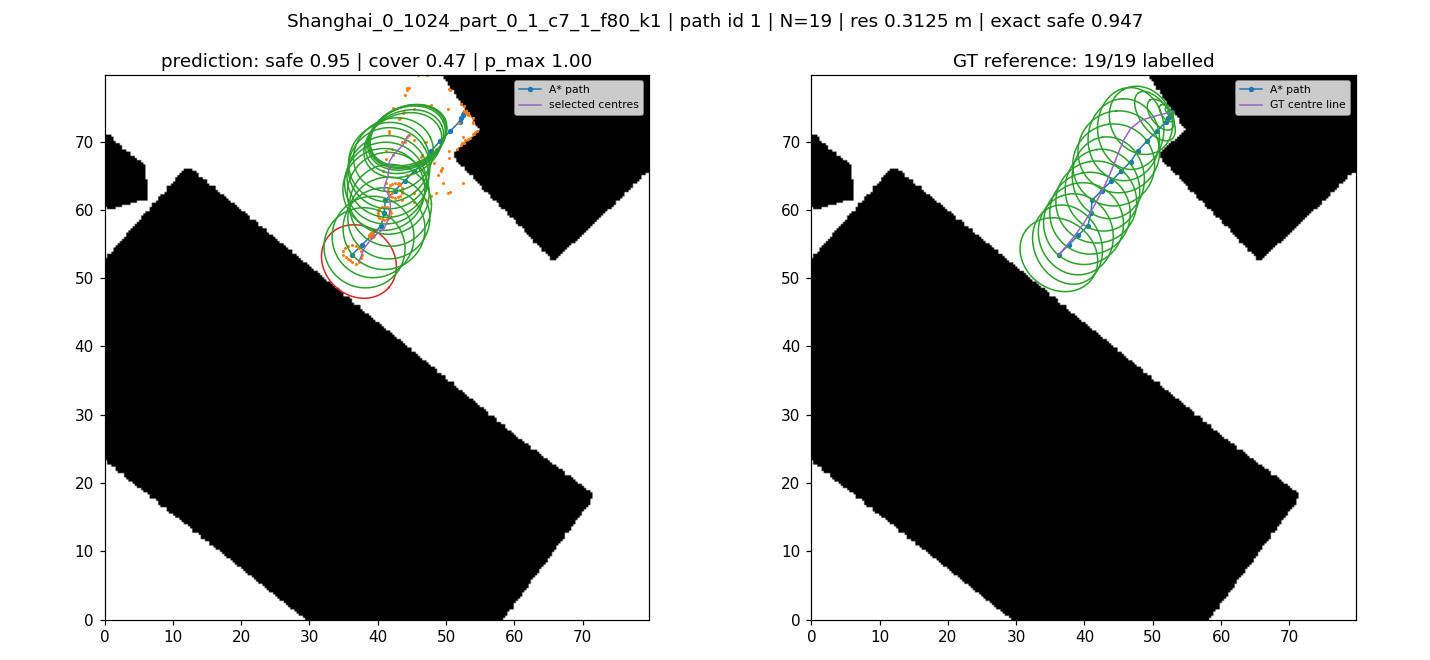 Shanghai_0_1024_part_0_1_c7_1_f80_k1 | path id 1 | N=19 | res 0.3125 m | exact safe 0.947
prediction: safe 0.95 | cover 0.47 | p_max 1.00
A* path
selected centres
70
60
50
40
30
20
10
0
0 10 20 30 40 50 60 70
GT reference: 19/19 labelled
A* path
GT centre line
70
60
50
40
30
20
10
0
0 10 20 30 40 50 60 70